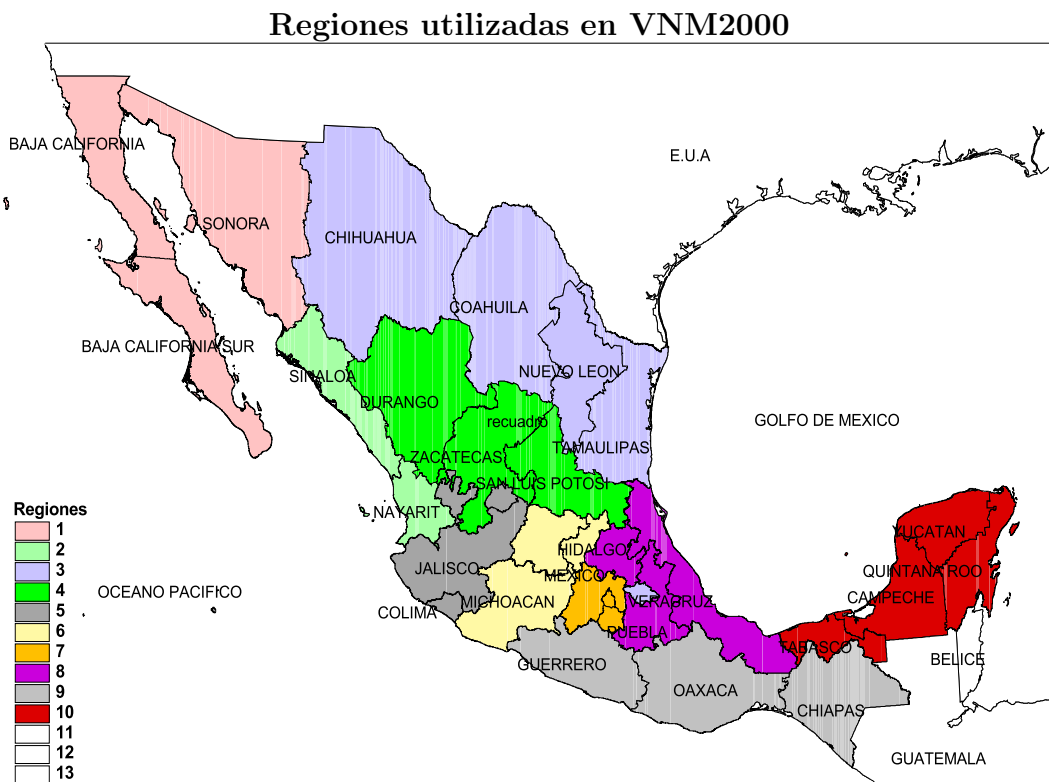 Regiones utilizadas en VNM2000
BAJA CALIFORNIA
E.U.A
SONORA
CHIHUAHUA
COAHUILA
BAJA CALIFORNIA SUR
SINALOA
NUEVO LEON
DURANGO
recuadro
GOLFO DE MEXICO
TAMAULIPAS
ZACATECAS
SAN LUIS POTOSI
NAYARIT
YUCATAN
HIDALGO
JALISCO
MEXICO
QUINTANA ROO
OCEANO PACIFICO
MICHOACAN
VERACRUZ
CAMPECHE
COLIMA
PUEBLA
TABASCO
GUERRERO
BELICE
OAXACA
CHIAPAS
GUATEMALA
Regiones
1
2
3
4
5
6
7
8
9
10
11
12
13